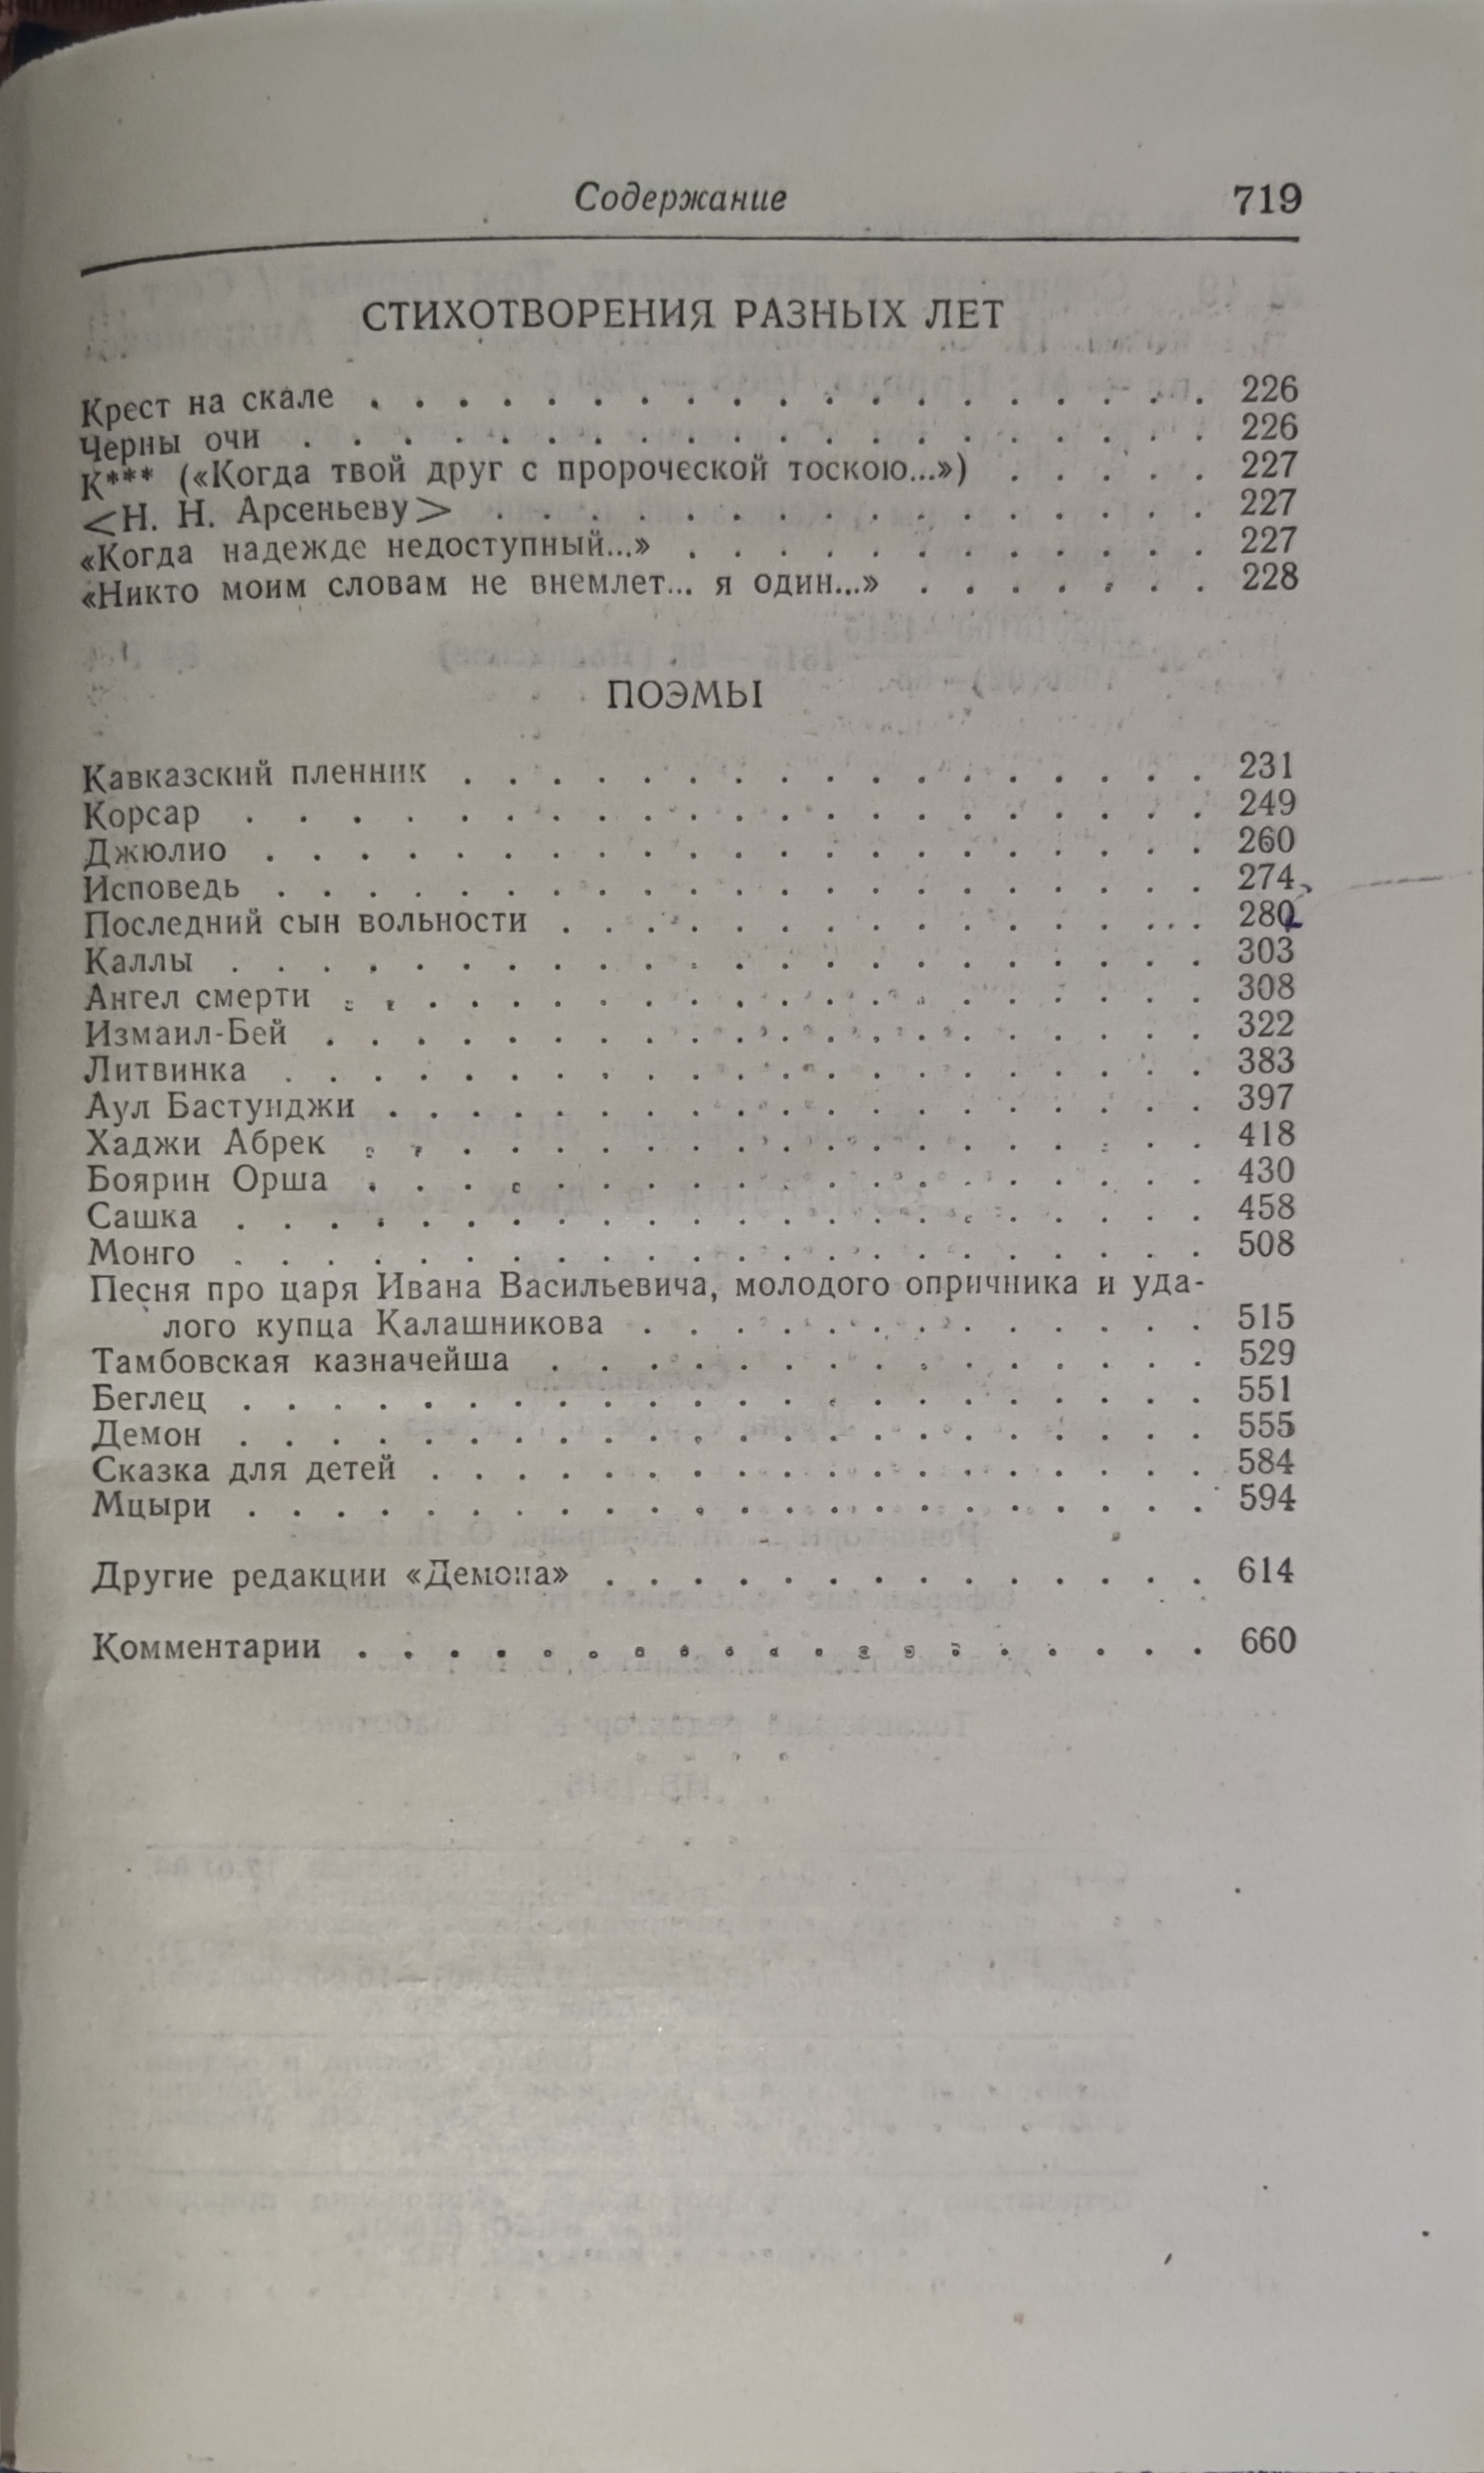 Содержание 719
СТИХОТВОРЕНИЯ РАЗНЫХ ЛЕТ
Крест на скале . . . . . . . . . . . . . . . . . . . 226
Черны очи . . . . . . . . . . . . . . . . . . . . 226
К*** («Когда твой друг с пророческой тоскою...») . . . . . 227
<Н. Н. Арсеньеву> . . . . . . . . . . . . . . . . 227
«Когда надежде недоступный...» . . . . . . . . . . . . 227
«Никто моим словам не внемлет... я один...» . . . . . . . 228
ПОЭМЫ
Кавказский пленник . . . . . . . . . . . . . . . . . 231
Корсар . . . . . . . . . . . . . . . . . . . . . 249
Джюлио . . . . . . . . . . . . . . . . . . . . . 260
Исповедь . . . . . . . . . . . . . . . . . . . . . 274
Последний сын вольности . . . . . . . . . . . . . . . 280
Каллы . . . . . . . . . . . . . . . . . . . . . . 303
Ангел смерти . . . . . . . . . . . . . . . . . . . 308
Измаил-Бей . . . . . . . . . . . . . . . . . . . . 322
Литвинка . . . . . . . . . . . . . . . . . . . . . 383
Аул Бастунджи . . . . . . . . . . . . . . . . . . . 397
Хаджи Абрек . . . . . . . . . . . . . . . . . . . 418
Боярин Орша . . . . . . . . . . . . . . . . . . . 430
Сашка . . . . . . . . . . . . . . . . . . . . . . 458
Монго . . . . . . . . . . . . . . . . . . . . . . 508
Песня про царя Ивана Васильевича, молодого опричника и уда-
лого купца Калашникова . . . . . . . . . . . . . 515
Тамбовская казначейша . . . . . . . . . . . . . . . 529
Беглец . . . . . . . . . . . . . . . . . . . . . . 551
Демон . . . . . . . . . . . . . . . . . . . . . . 555
Сказка для детей . . . . . . . . . . . . . . . . . . 584
Мцыри . . . . . . . . . . . . . . . . . . . . . . 594
Другие редакции «Демона» . . . . . . . . . . . . . . 614
Комментарии . . . . . . . . . . . . . . . . . . . 660